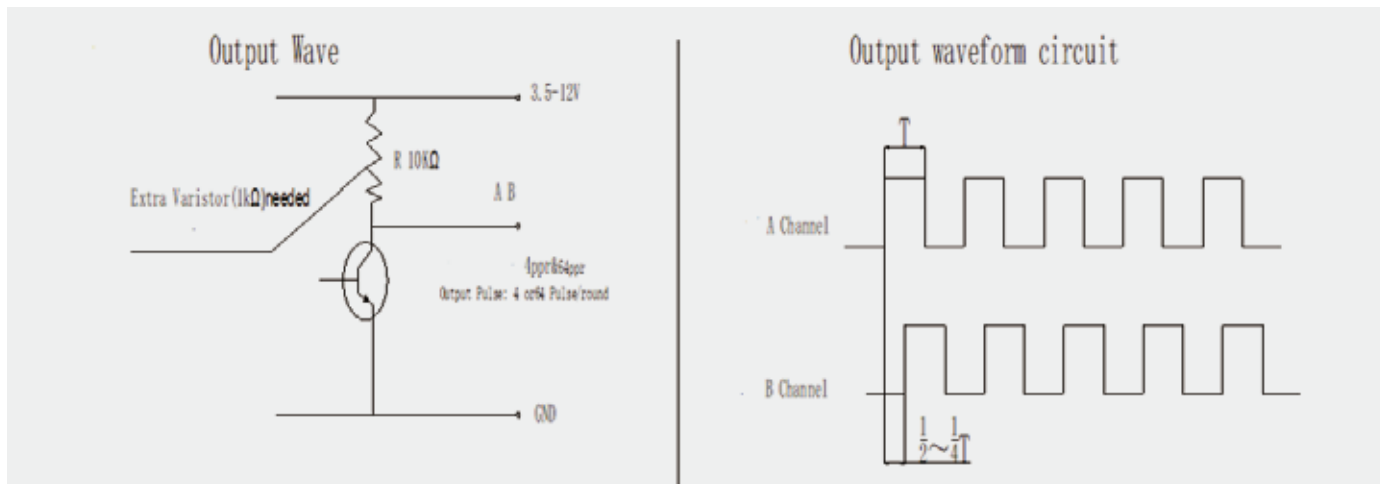 Output Wave
3.5-12V
R 10KΩ
Extra Varistor(1kΩ)needed
A B
4ppr&64ppr
Output Pulse: 4 or64 Pulse/round
GND
Output waveform circuit
T
A Channel
B Channel
1/2~1/4T